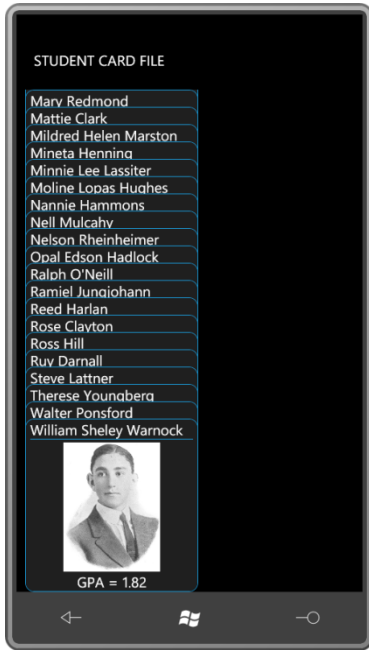 STUDENT CARD FILE
Mary Redmond
Mattie Clark
Mildred Helen Marston
Mineta Henning
Minnie Lee Lassiter
Moline Lopas Hughes
Nannie Hammons
Nell Mulcahy
Nelson Rheinheimer
Opal Edson Hadlock
Ralph O'Neill
Ramiel Jungjohann
Reed Harlan
Rose Clayton
Ross Hill
Ruy Darnall
Steve Lattner
Therese Youngberg
Walter Ponsford
William Sheley Warnock
GPA = 1.82